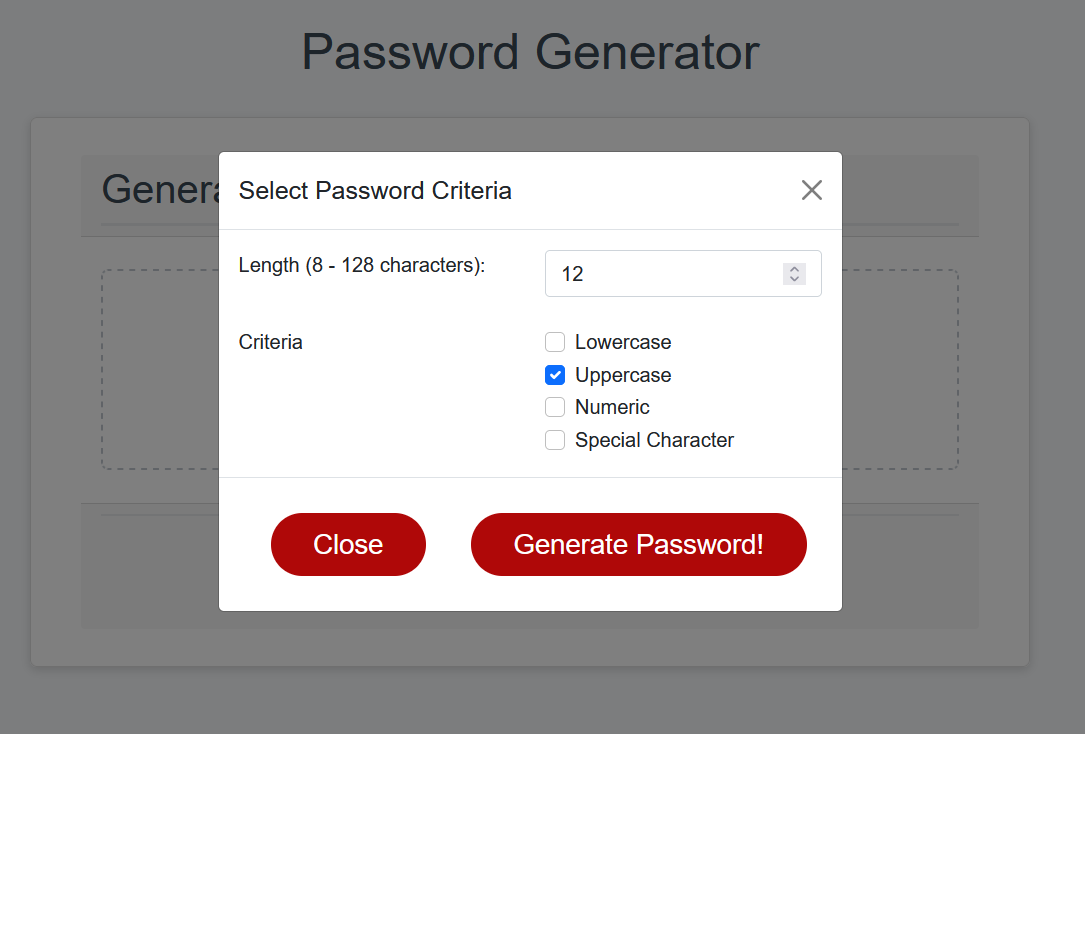 Password Generator
Select Password Criteria
Length (8 - 128 characters):
12
Criteria
Lowercase
Uppercase
Numeric
Special Character
Close
Generate Password!